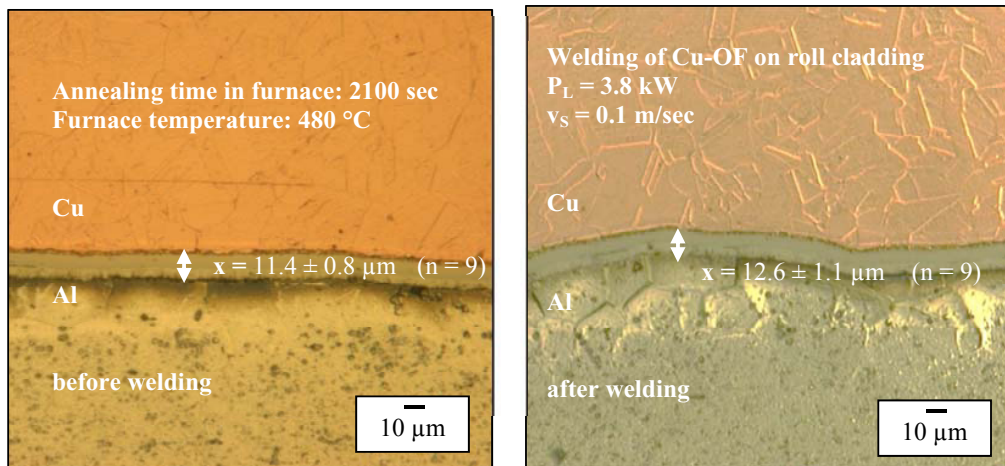 Annealing time in furnace: 2100 sec
Furnace temperature: 480 °C
Cu
x = 11.4 ± 0.8 µm (n = 9)
Al
before welding
10 µm
Welding of Cu-OF on roll cladding
P_L = 3.8 kW
v_S = 0.1 m/sec
Cu
x = 12.6 ± 1.1 µm (n = 9)
Al
after welding
10 µm